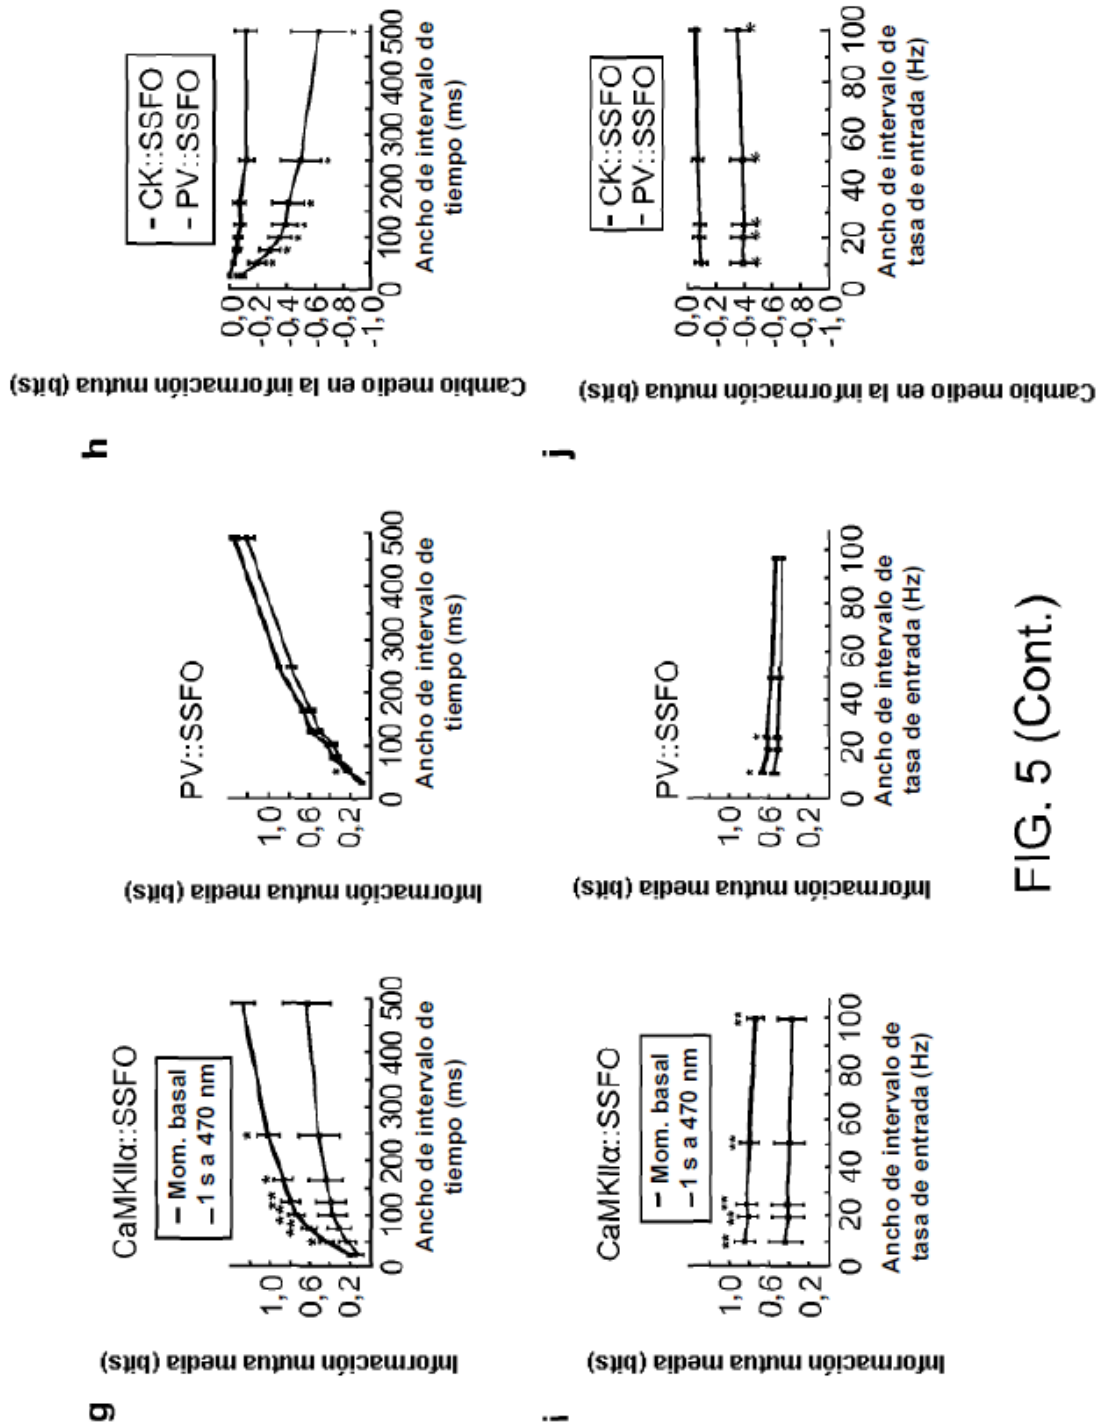 g
CaMKIIα::SSFO
Información mutua media (bits)
1,0
0,6
0,2
– Mom. basal
– 1 s a 470 nm
* ** ** ** * *
0 100 200 300 400 500
Ancho de intervalo de
tiempo (ms)
PV::SSFO
Información mutua media (bits)
1,0
0,6
0,2
*
0 100 200 300 400 500
Ancho de intervalo de
tiempo (ms)
h
Cambio medio en la información mutua (bits)
0,0
-0,2
-0,4
-0,6
-0,8
-1,0
– CK::SSFO
– PV::SSFO
* * * * * *
0 100 200 300 400 500
Ancho de intervalo de
tiempo (ms)
i
CaMKIIα::SSFO
Información mutua media (bits)
1,0
0,6
0,2
– Mom. basal
– 1 s a 470 nm
** ** ** ** **
0 20 40 60 80 100
Ancho de intervalo de
tasa de entrada (Hz)
PV::SSFO
Información mutua media (bits)
1,0
0,6
0,2
* *
0 20 40 60 80 100
Ancho de intervalo de
tasa de entrada (Hz)
j
Cambio medio en la información mutua (bits)
0,0
-0,2
-0,4
-0,6
-0,8
-1,0
– CK::SSFO
– PV::SSFO
* * * * *
0 20 40 60 80 100
Ancho de intervalo de
tasa de entrada (Hz)
FIG. 5 (Cont.)